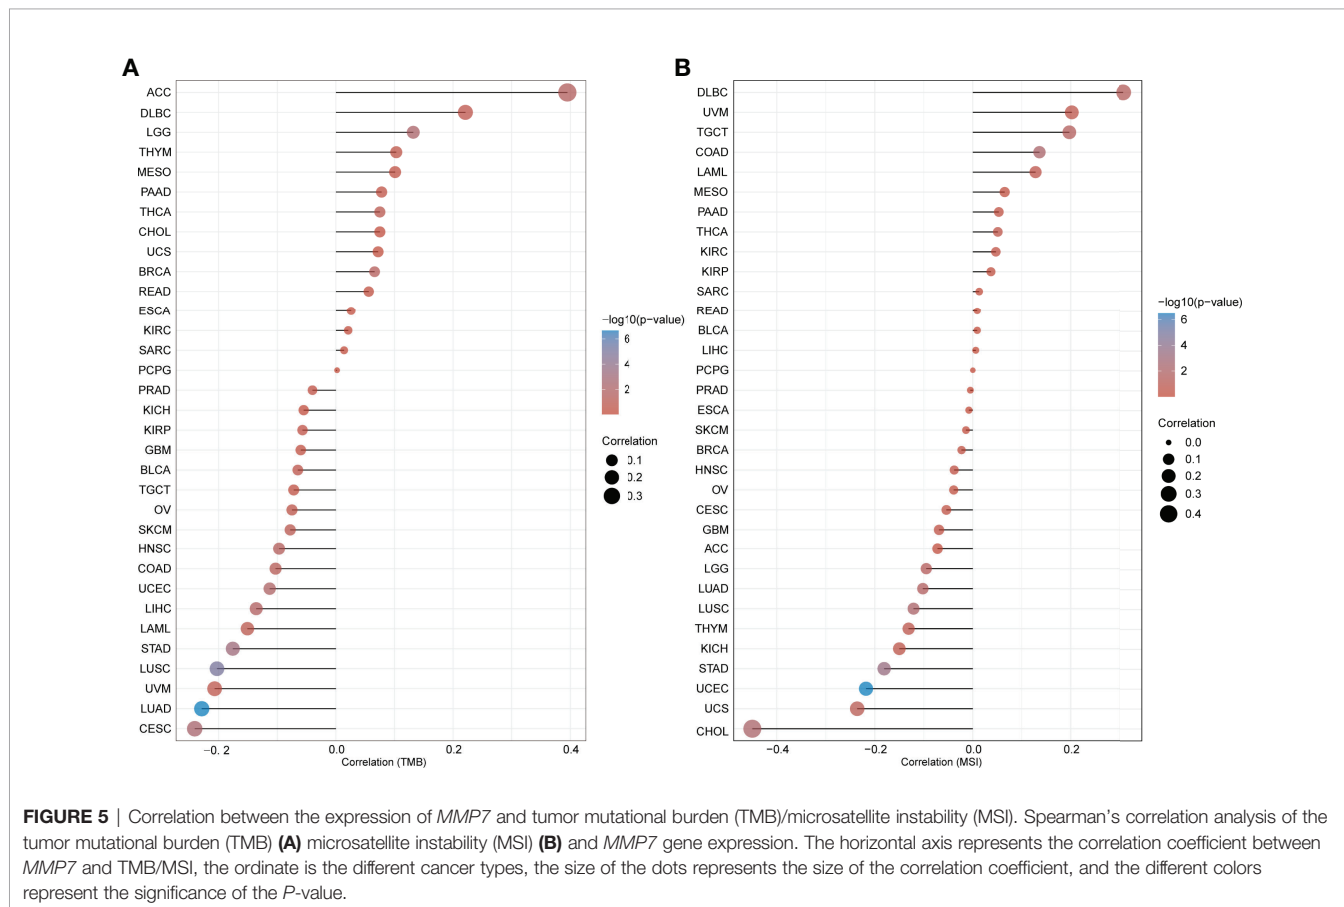 A
ACC
DLBC
LGG
THYM
MESO
PAAD
THCA
CHOL
UCS
BRCA
READ
ESCA
KIRC
SARC
PCPG
PRAD
KICH
KIRP
GBM
BLCA
TGCT
OV
SKCM
HNSC
COAD
UCEC
LIHC
LAML
STAD
LUSC
UVM
LUAD
CESC
−0. 2 0.0 0.2 0.4
Correlation (TMB)
−log10(p−value)
6
4
2
Correlation
0.1
0.2
0.3
B
DLBC
UVM
TGCT
COAD
LAML
MESO
PAAD
THCA
KIRC
KIRP
SARC
READ
BLCA
LIHC
PCPG
PRAD
ESCA
SKCM
BRCA
HNSC
OV
CESC
GBM
ACC
LGG
LUAD
LUSC
THYM
KICH
STAD
UCEC
UCS
CHOL
−0.4 −0.2 0.0 0.2
Correlation (MSI)
−log10(p−value)
6
4
2
Correlation
0.0
0.1
0.2
0.3
0.4
FIGURE 5 | Correlation between the expression of MMP7 and tumor mutational burden (TMB)/microsatellite instability (MSI). Spearman's correlation analysis of the
tumor mutational burden (TMB) (A) microsatellite instability (MSI) (B) and MMP7 gene expression. The horizontal axis represents the correlation coefficient between
MMP7 and TMB/MSI, the ordinate is the different cancer types, the size of the dots represents the size of the correlation coefficient, and the different colors
represent the significance of the P-value.